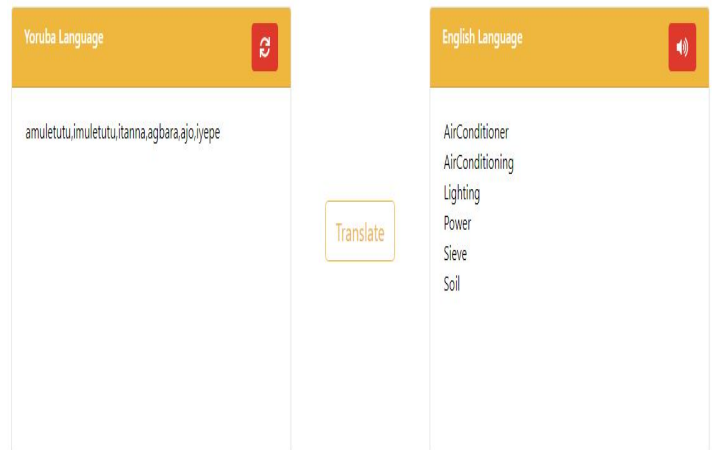 Yoruba Language
amuletutu,imuletutu,itanna,agbara,ajo,iyepe
Translate
English Language
AirConditioner
AirConditioning
Lighting
Power
Sieve
Soil